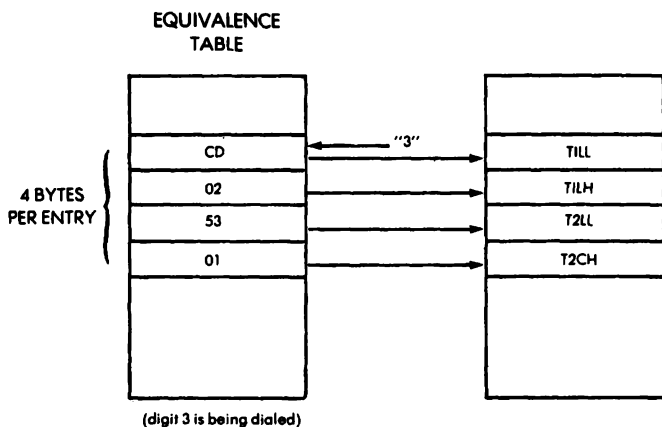 EQUIVALENCE
TABLE
"3"
CD
TILL
4 BYTES
PER ENTRY
02
TILH
53
T2LL
01
T2CH
(digit 3 is being dialed)